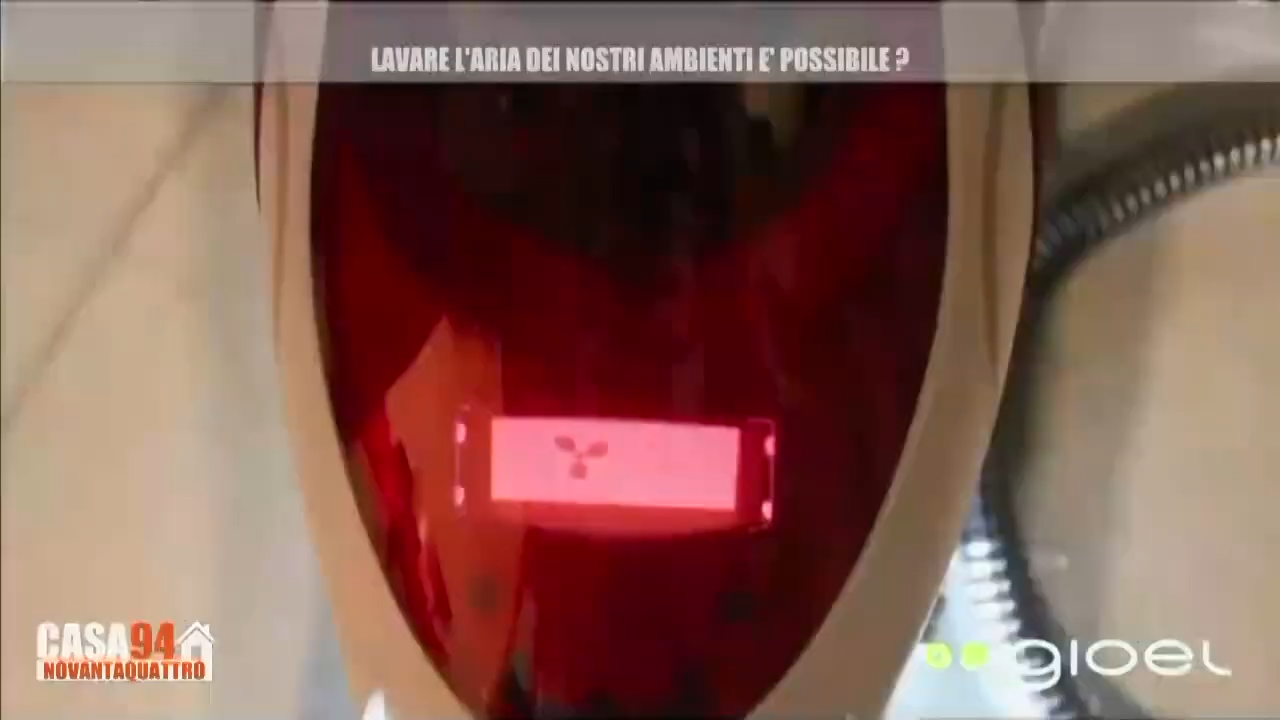 LAVARE L'ARIA DEI NOSTRI AMBIENTI E' POSSIBILE ?
CASA94
NOVANTAQUATTRO
gioel